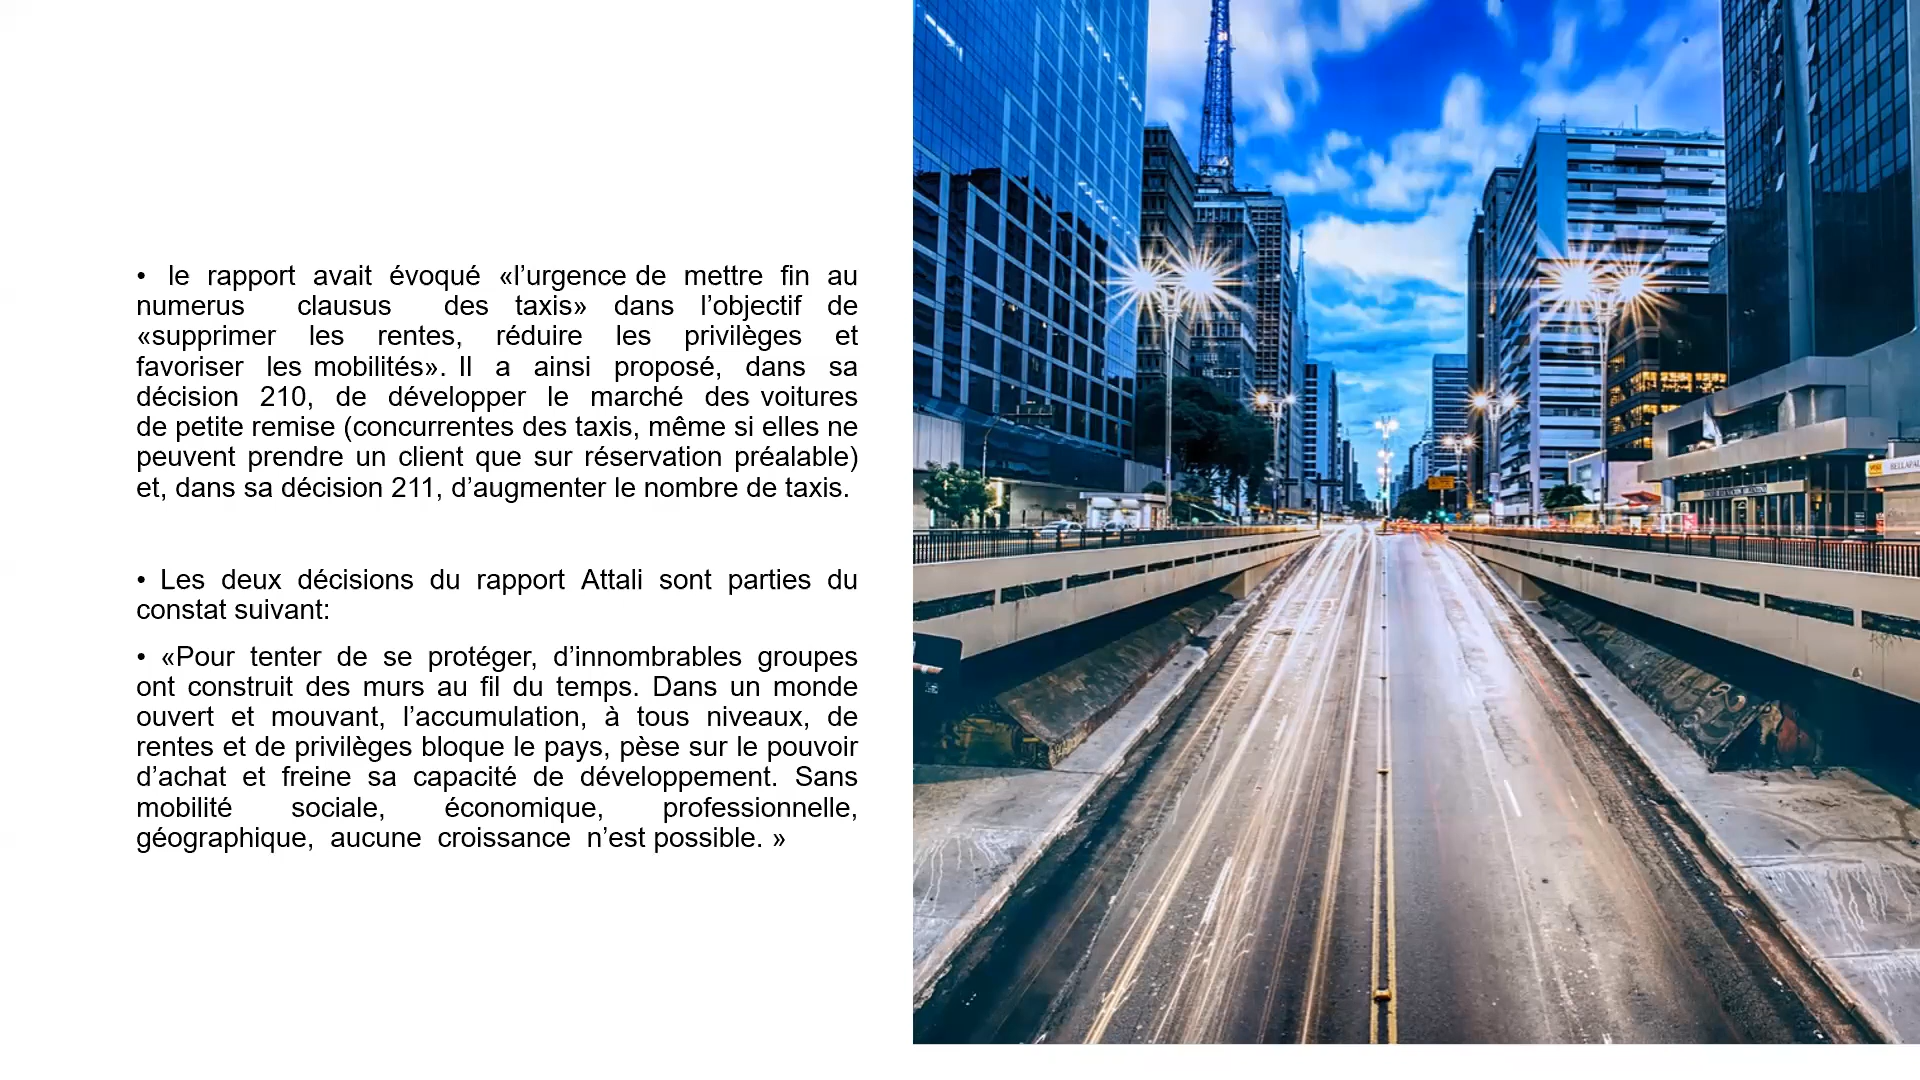 • le rapport avait évoqué «l’urgence de mettre fin au
numerus clausus des taxis» dans l’objectif de
«supprimer les rentes, réduire les privilèges et
favoriser les mobilités». Il a ainsi proposé, dans sa
décision 210, de développer le marché des voitures
de petite remise (concurrentes des taxis, même si elles ne
peuvent prendre un client que sur réservation préalable)
et, dans sa décision 211, d’augmenter le nombre de taxis.
• Les deux décisions du rapport Attali sont parties du
constat suivant:
• «Pour tenter de se protéger, d’innombrables groupes
ont construit des murs au fil du temps. Dans un monde
ouvert et mouvant, l’accumulation, à tous niveaux, de
rentes et de privilèges bloque le pays, pèse sur le pouvoir
d’achat et freine sa capacité de développement. Sans
mobilité sociale, économique, professionnelle,
géographique, aucune croissance n’est possible. »